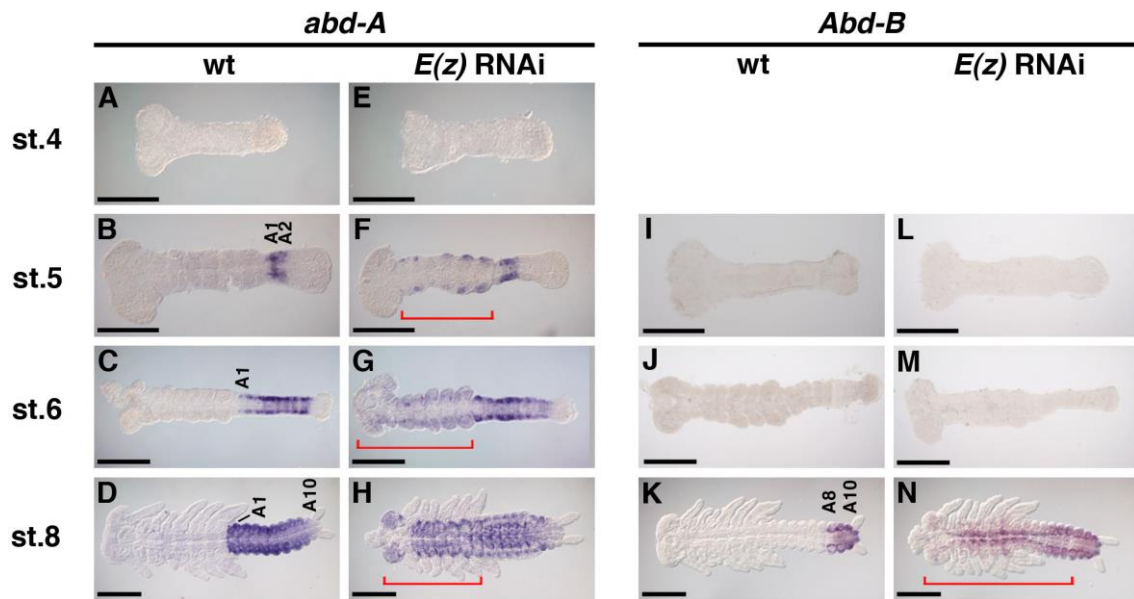 abd-A Abd-B
wt E(z) RNAi wt E(z) RNAi
st.4 A E
st.5 B A1 A2 F I L
st.6 C A1 G J M
st.8 D A1 A10 H K A8 A10 N